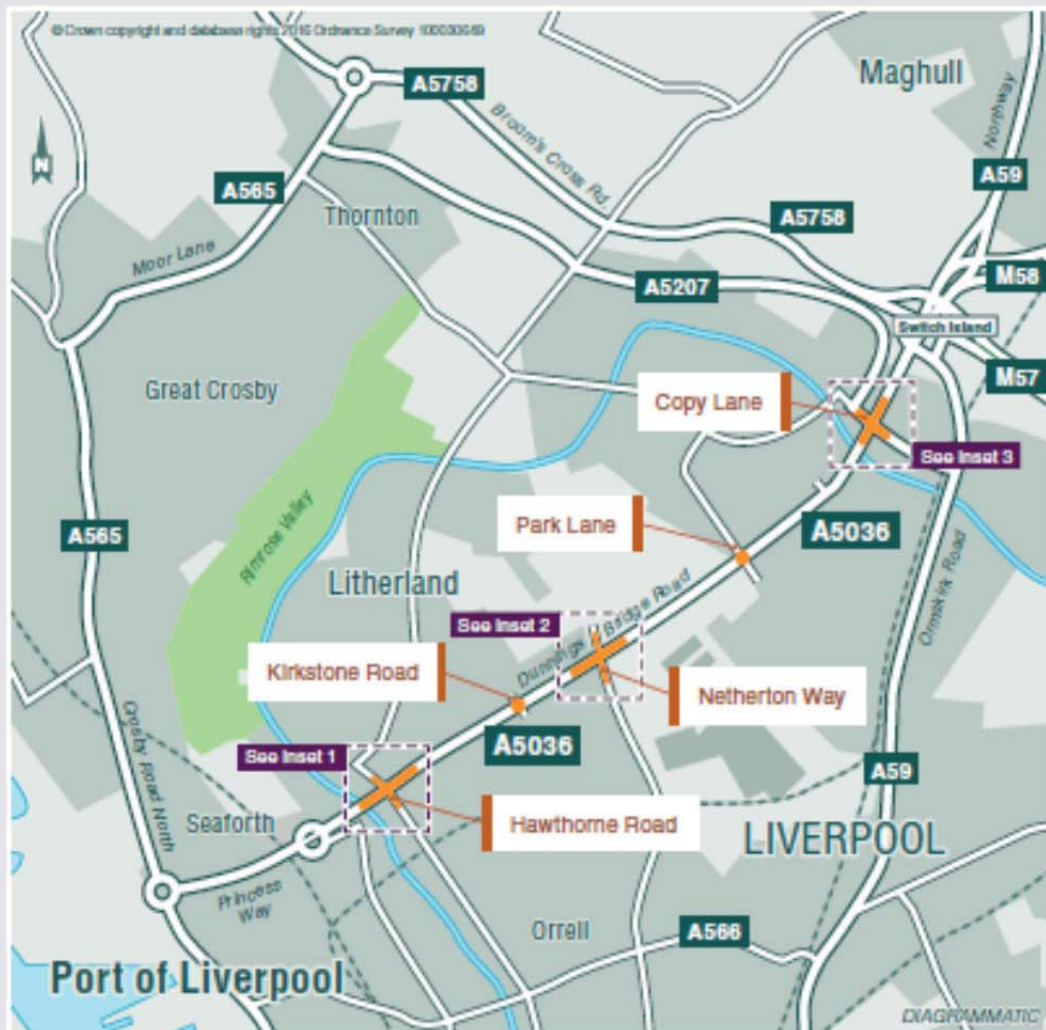 © Crown copyright and database rights 2016 Ordnance Survey 100030649
Maghull
A5758
Northway
Broom's Cross Rd.
A59
A565
Thornton
A5758
Moor Lane
M58
A5207
Switch Island
M57
Great Crosby
Copy Lane
See Inset 3
Park Lane
A5036
A565
Rimrose Valley
Litherland
Ormskirk Road
See Inset 2
Dunnings Bridge Road
Kirkstone Road
Netherton Way
A5036
See Inset 1
A59
Crosby Road North
Seaforth
Hawthorne Road
LIVERPOOL
Princess
Way
Orrell
A566
Port of Liverpool
DIAGRAMMATIC
N